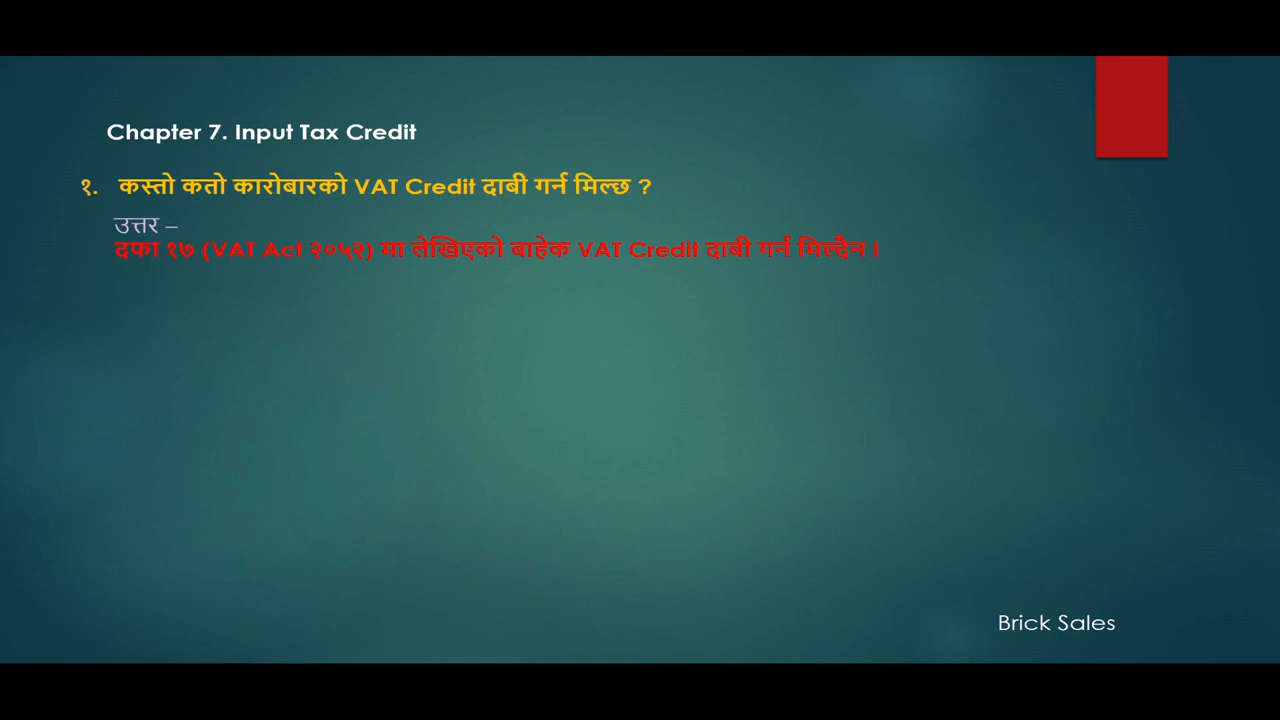 Chapter 7. Input Tax Credit
१. कस्तो कतो कारोबारको VAT Credit दाबी गर्न मिल्छ ?
उत्तर –
दफा १७ (VAT Act २०५२) मा लेखिएको बाहेक VAT Credit दाबी गर्न मिल्दैन ।
Brick Sales